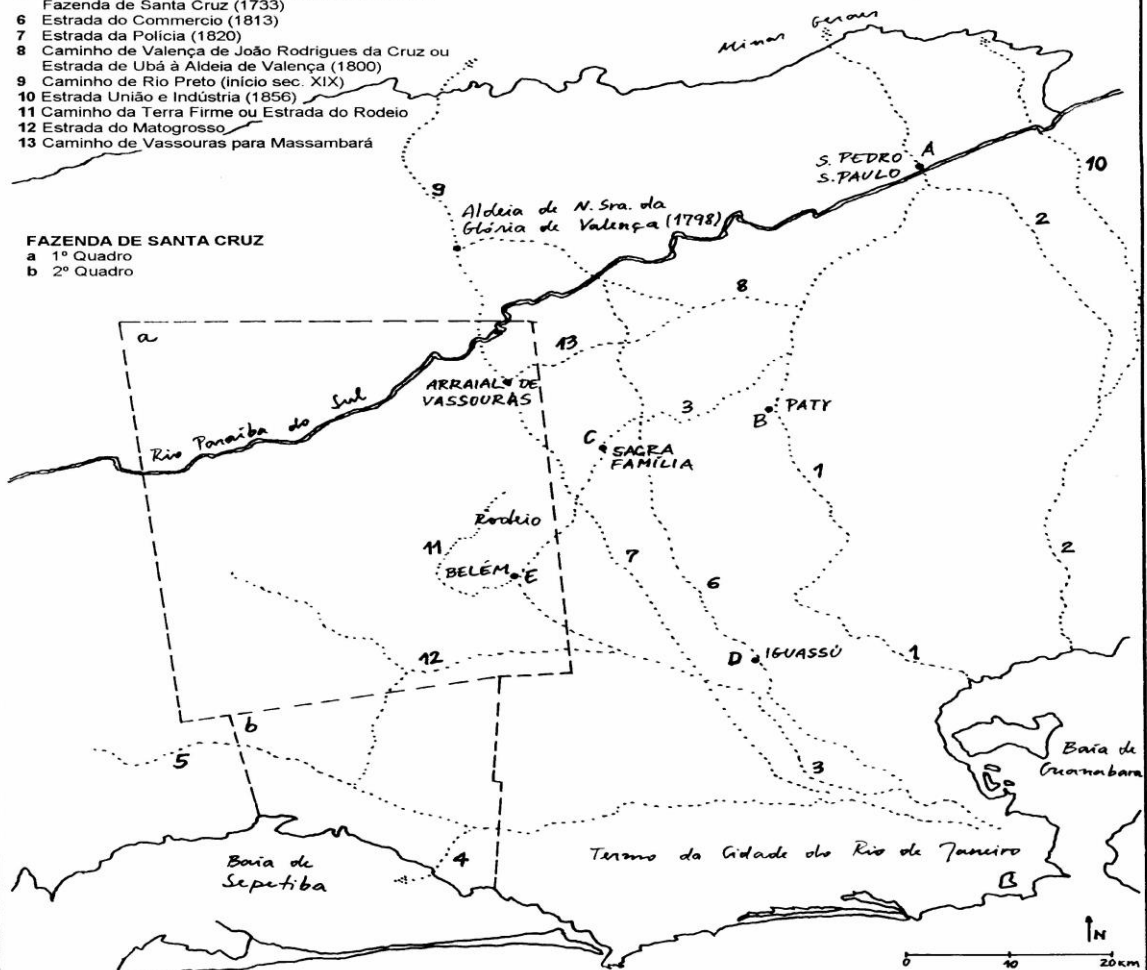 Fazenda de Santa Cruz (1733)
6 Estrada do Commercio (1813)
7 Estrada da Polícia (1820)
8 Caminho de Valença de João Rodrigues da Cruz ou
Estrada de Ubá à Aldeia de Valença (1800)
9 Caminho de Rio Preto (início sec. XIX)
10 Estrada União e Indústria (1856)
11 Caminho da Terra Firme ou Estrada do Rodeio
12 Estrada do Matogrosso
13 Caminho de Vassouras para Massambará
FAZENDA DE SANTA CRUZ
a 1º Quadro
b 2º Quadro
Minas Geraes
S. PEDRO
S. PAULO
A
10
9
2
Aldeia de N. Sra. da
Glória de Valença (1798)
8
a
13
ARRAIAL DE
VASSOURAS
3
B
PATY
Rio Paraíba do Sul
C
SAGRA
FAMÍLIA
1
Rodeio
11
BELÉM
E
7
2
6
12
D
IGUASSÚ
1
b
5
3
Baía de
Guanabara
4
Baía de
Sepetiba
Termo da Cidade do Rio de Janeiro
N
0 10 20 km